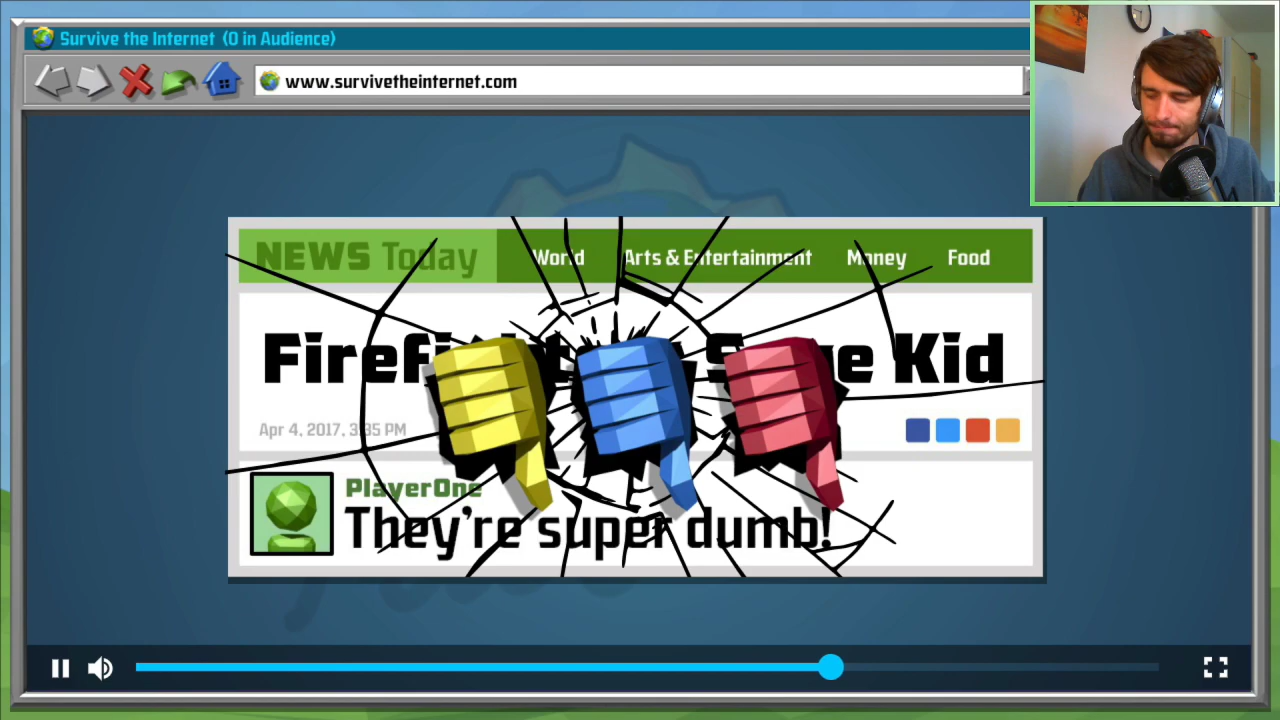 Survive the Internet (0 in Audience)
www.survivetheinternet.com
NEWS Today World Arts & Entertainment Money Food
Kid
Apr 4, 2017, 3:35 PM
PlayerOne
They're super dumb!